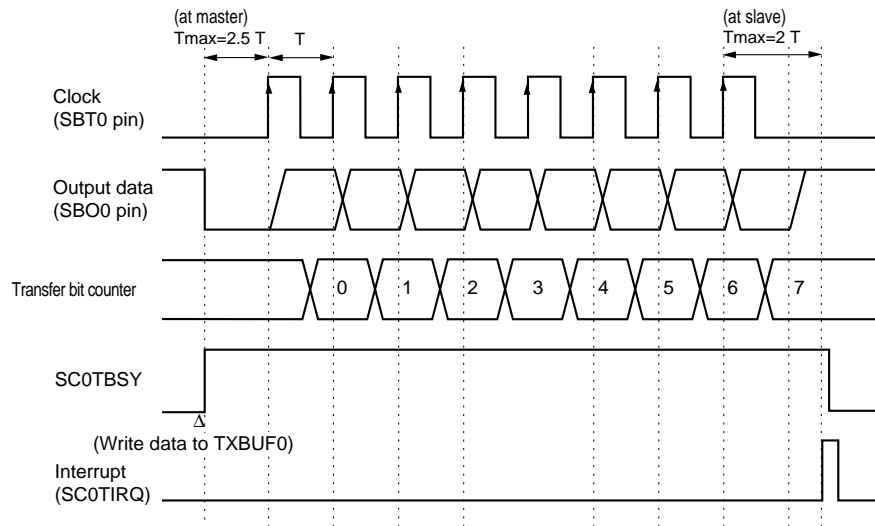 (at master)
Tmax=2.5 T
T
(at slave)
Tmax=2 T
Clock
(SBT0 pin)
Output data
(SBO0 pin)
Transfer bit counter
0 1 2 3 4 5 6 7
SC0TBSY
Δ
(Write data to TXBUF0)
Interrupt
(SC0TIRQ)